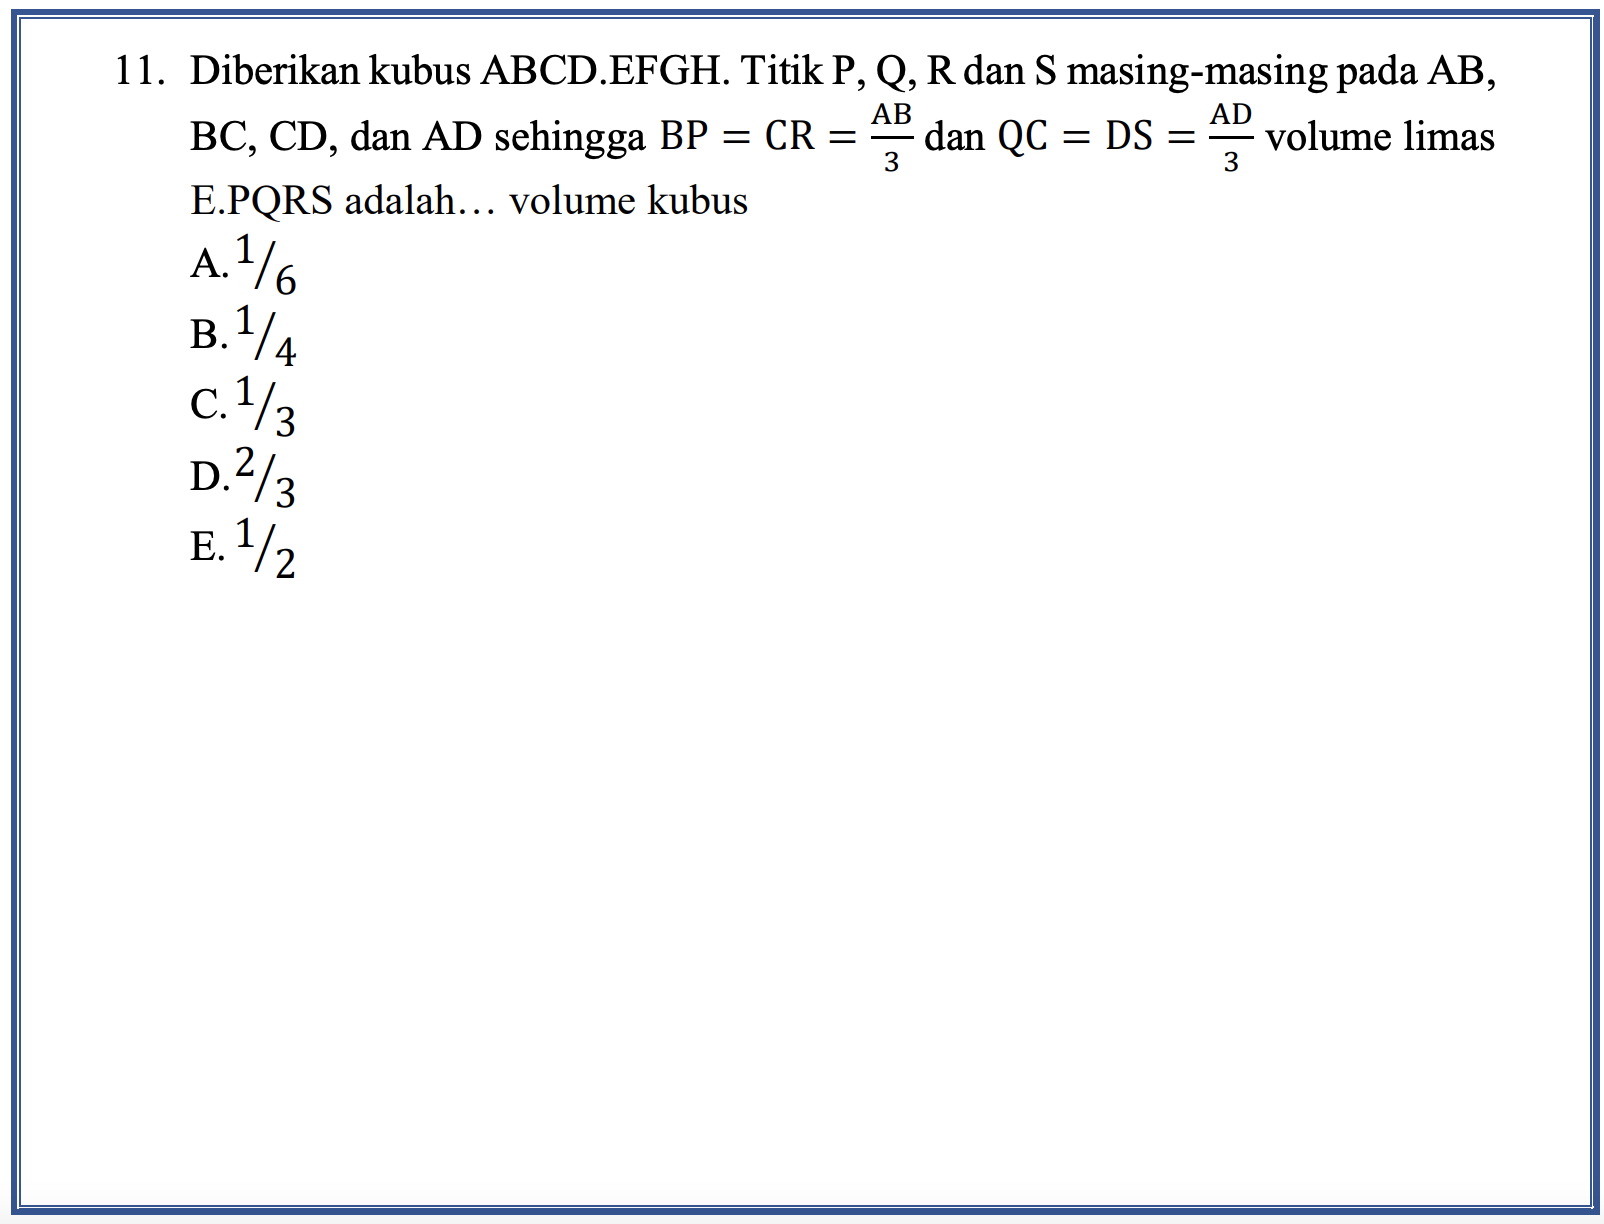 11. Diberikan kubus ABCD.EFGH. Titik P, Q, R dan S masing-masing pada AB,
BC, CD, dan AD sehingga BP = CR = AB/3 dan QC = DS = AD/3 volume limas
E.PQRS adalah... volume kubus
A. 1/6
B. 1/4
C. 1/3
D. 2/3
E. 1/2